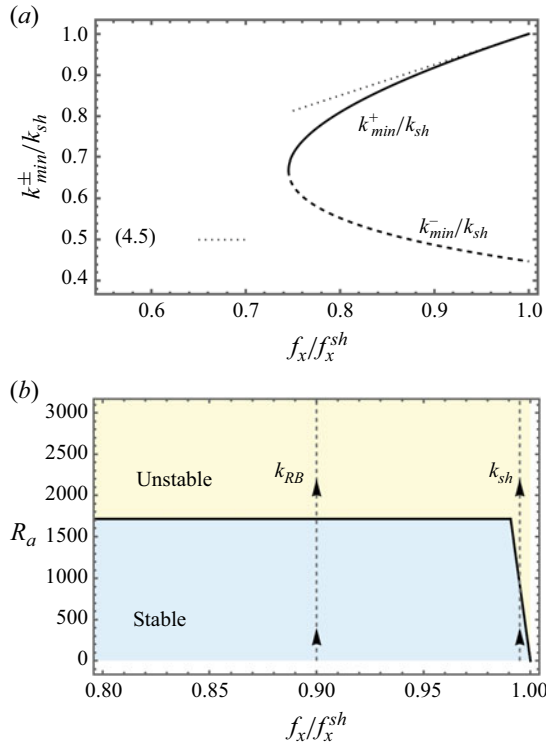 (a)
1.0
0.9
0.8
0.7
0.6
0.5
0.4
k±min/ksh
k+min/ksh
k−min/ksh
(4.5)
0.6 0.7 0.8 0.9 1.0
fx/fxsh
(b)
3000
2500
2000
1500
1000
500
0
Ra
Unstable
Stable
kRB
ksh
0.80 0.85 0.90 0.95 1.00
fx/fxsh